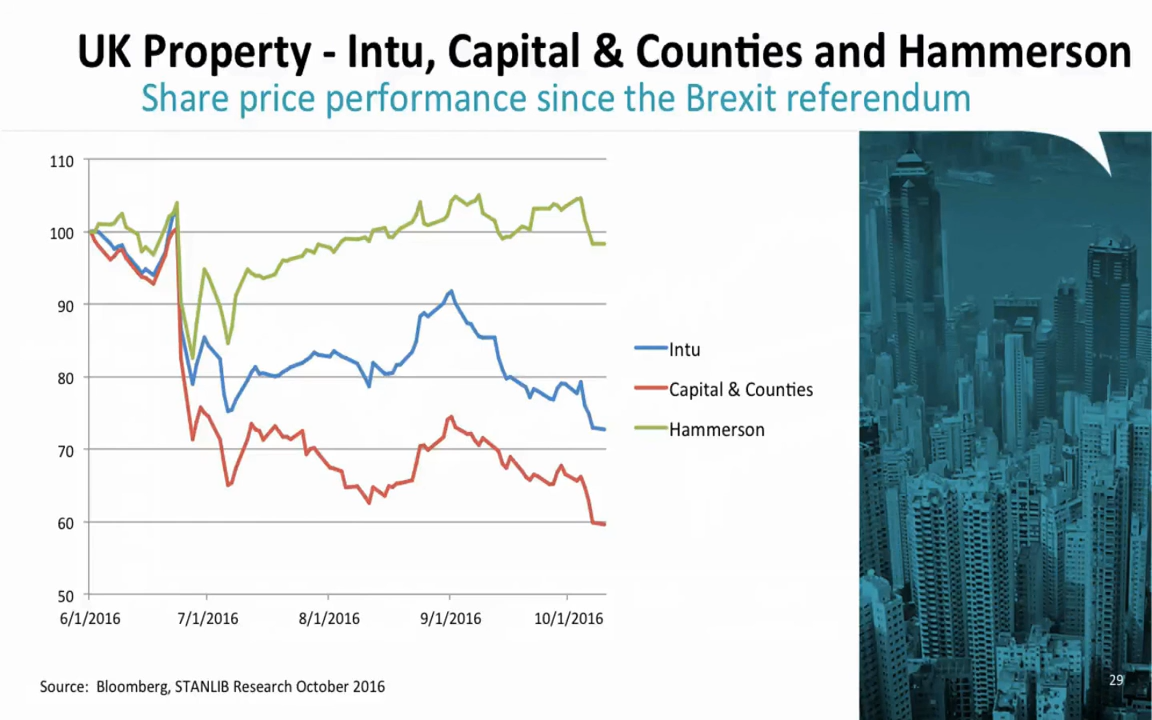 UK Property - Intu, Capital & Counties and Hammerson
Share price performance since the Brexit referendum
110
100
90
80
70
60
50
6/1/2016 7/1/2016 8/1/2016 9/1/2016 10/1/2016
Intu
Capital & Counties
Hammerson
Source: Bloomberg, STANLIB Research October 2016
29